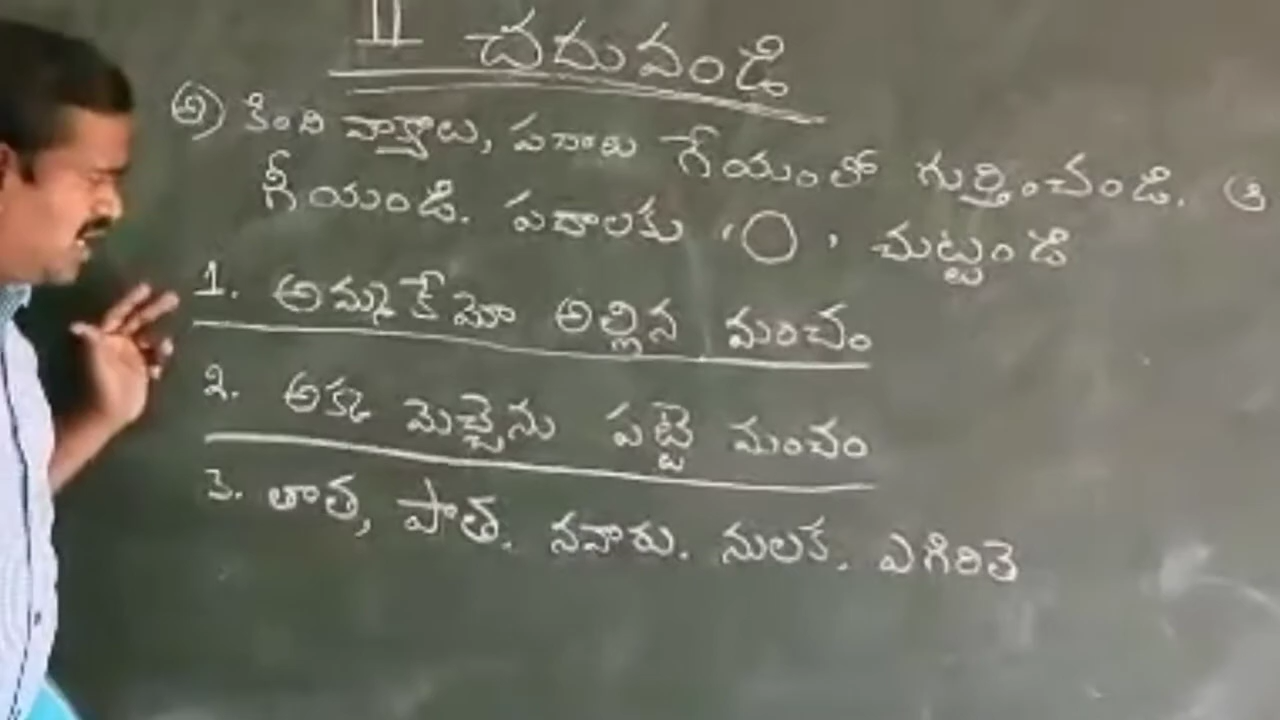 II చదువండి
అ) కింది వాక్యాలు, పదాలు గేయంలో గుర్తించండి.
గీయండి. పదాలకు 'O' చుట్టండి
1. అమ్మకేమో అల్లిన మంచం
2. అక్క మెచ్చెను పట్టె మంచం
3. తాత, పాత. నవారు. నులక. ఎగిరితె